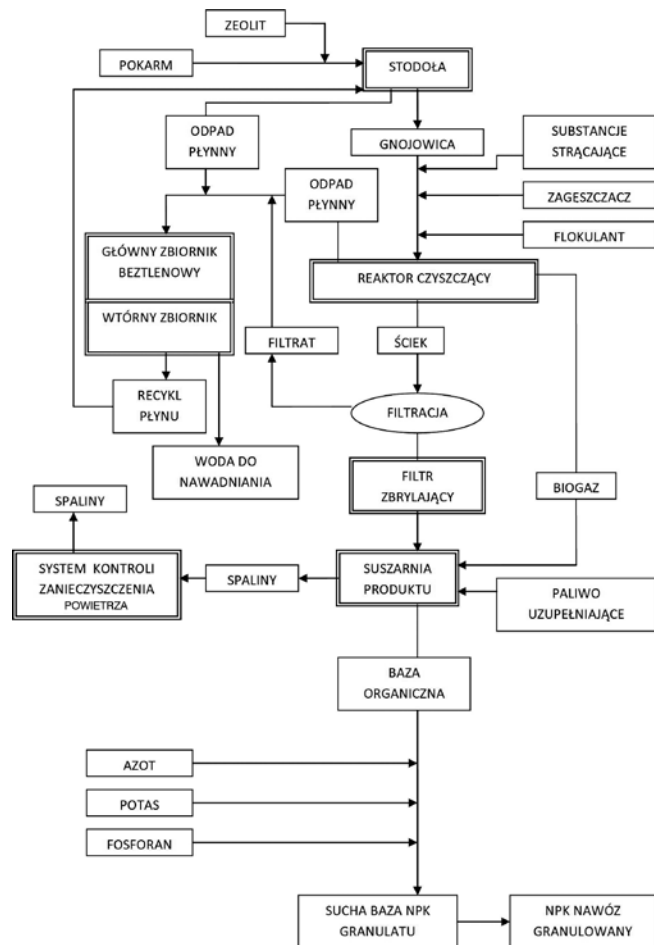 ZEOLIT
POKARM
STODOŁA
ODPAD
PŁYNNY
GNOJOWICA
SUBSTANCJE
STRĄCAJĄCE
ODPAD
PŁYNNY
ZAGESZCZACZ
FLOKULANT
GŁÓWNY ZBIORNIK
BEZTLENOWY
REAKTOR CZYSZCZĄCY
WTÓRNY ZBIORNIK
FILTRAT
ŚCIEK
RECYKL
PŁYNU
FILTRACJA
WODA DO
NAWADNIANIA
FILTR
ZBRYLAJĄCY
BIOGAZ
SPALINY
SYSTEM KONTROLI
ZANIECZYSZCZENIA
POWIETRZA
SPALINY
SUSZARNIA
PRODUKTU
PALIWO
UZUPEŁNIAJĄCE
BAZA
ORGANICZNA
AZOT
POTAS
FOSFORAN
SUCHA BAZA NPK
GRANULATU
NPK NAWÓZ
GRANULOWANY